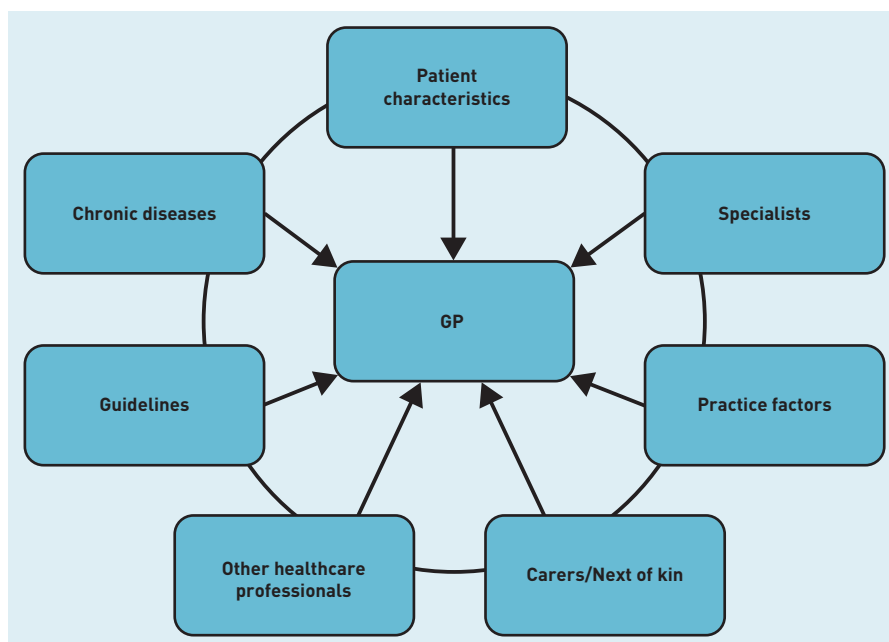 Patient
characteristics
Chronic diseases
Specialists
GP
Guidelines
Practice factors
Other healthcare
professionals
Carers/Next of kin